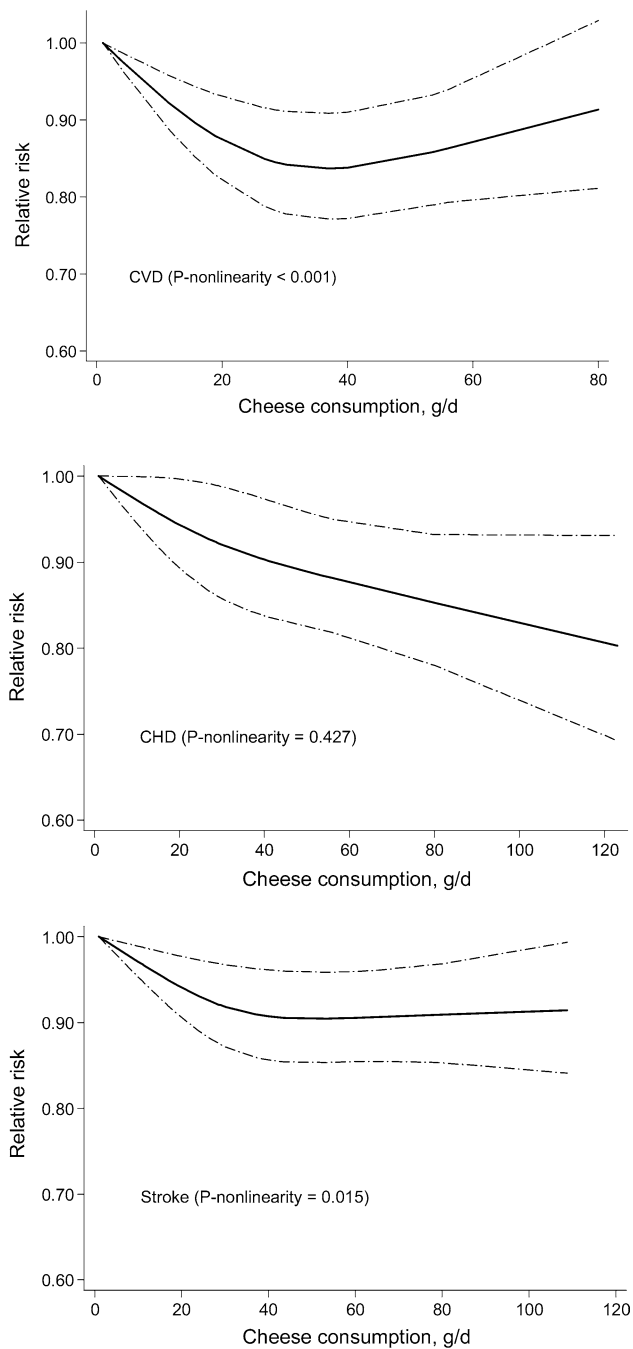 1.00
0.90
0.80
0.70
0.60
Relative risk
CVD (P-nonlinearity < 0.001)
0 20 40 60 80
Cheese consumption, g/d
1.00
0.90
0.80
0.70
0.60
Relative risk
CHD (P-nonlinearity = 0.427)
0 20 40 60 80 100 120
Cheese consumption, g/d
1.00
0.90
0.80
0.70
0.60
Relative risk
Stroke (P-nonlinearity = 0.015)
0 20 40 60 80 100 120
Cheese consumption, g/d